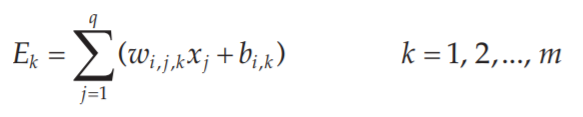 E_k = \sum_{j=1}^{q} (w_{i,j,k} x_j + b_{i,k})    k = 1, 2, ..., m